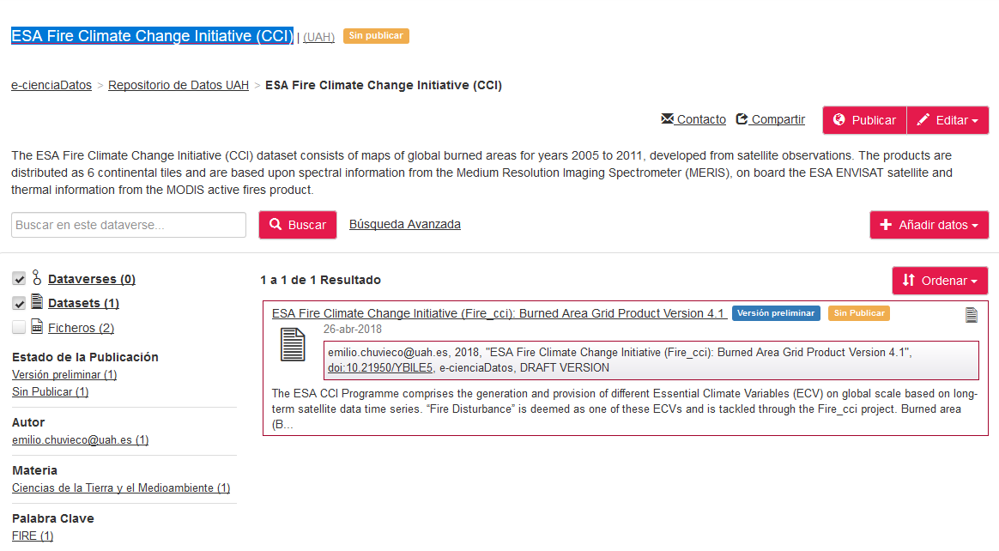 ESA Fire Climate Change Initiative (CCI) | (UAH) Sin publicar
e-cienciaDatos > Repositorio de Datos UAH > ESA Fire Climate Change Initiative (CCI)
Contacto Compartir Publicar Editar
The ESA Fire Climate Change Initiative (CCI) dataset consists of maps of global burned areas for years 2005 to 2011, developed from satellite observations. The products are
distributed as 6 continental tiles and are based upon spectral information from the Medium Resolution Imaging Spectrometer (MERIS), on board the ESA ENVISAT satellite and
thermal information from the MODIS active fires product.
Buscar en este dataverse... Buscar Búsqueda Avanzada Añadir datos
Dataverses (0)
Datasets (1)
Ficheros (2)
Estado de la Publicación
Versión preliminar (1)
Sin Publicar (1)
Autor
emilio.chuvieco@uah.es (1)
Materia
Ciencias de la Tierra y el Medioambiente (1)
Palabra Clave
FIRE (1)
1 a 1 de 1 Resultado Ordenar
ESA Fire Climate Change Initiative (Fire_cci): Burned Area Grid Product Version 4.1 Versión preliminar Sin Publicar
26-abr-2018
emilio.chuvieco@uah.es, 2018, "ESA Fire Climate Change Initiative (Fire_cci): Burned Area Grid Product Version 4.1",
doi:10.21950/YBILE5, e-cienciaDatos, DRAFT VERSION
The ESA CCI Programme comprises the generation and provision of different Essential Climate Variables (ECV) on global scale based on long-
term satellite data time series. “Fire Disturbance” is deemed as one of these ECVs and is tackled through the Fire_cci project. Burned area
(B...